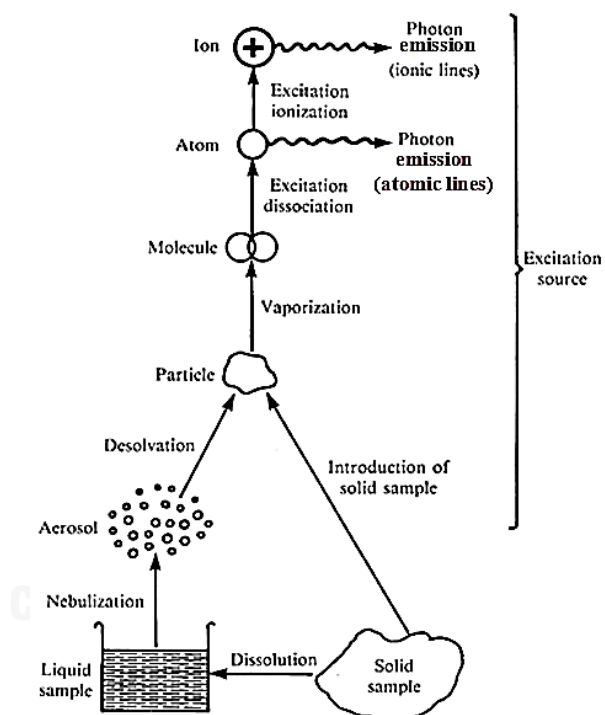 Ion
Photon
emission
(ionic lines)
Excitation
ionization
Atom
Photon
emission
(atomic lines)
Excitation
dissociation
Molecule
Excitation
source
Vaporization
Particle
Desolvation
Introduction of
solid sample
Aerosol
Nebulization
Liquid
sample
Dissolution
Solid
sample